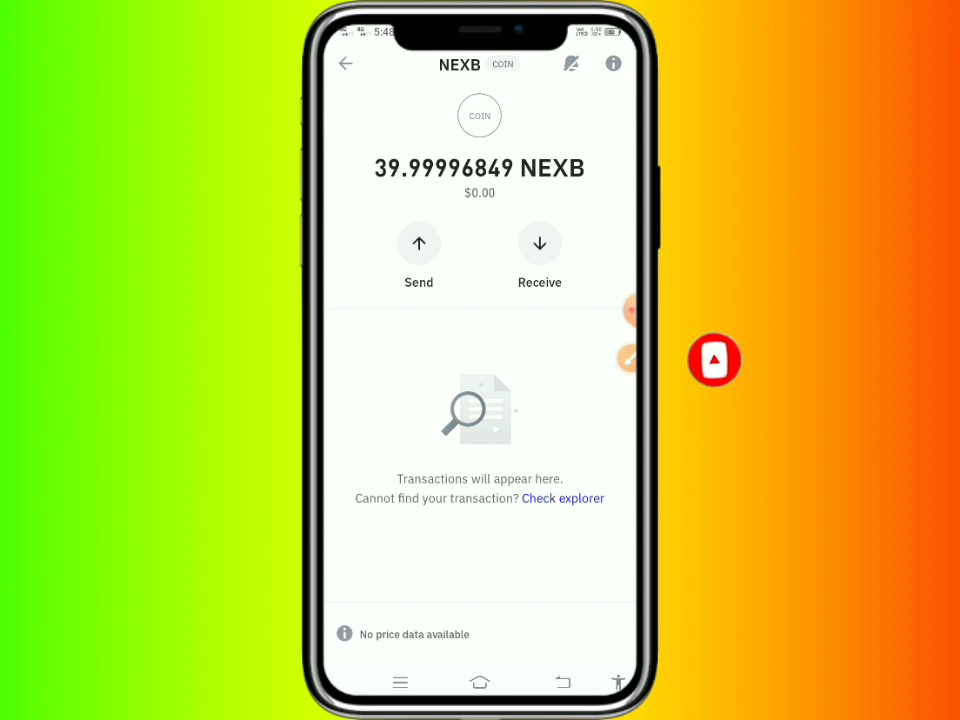 5:48
NEXB COIN
COIN
39.99996849 NEXB
$0.00
Send Receive
Transactions will appear here.
Cannot find your transaction? Check explorer
No price data available